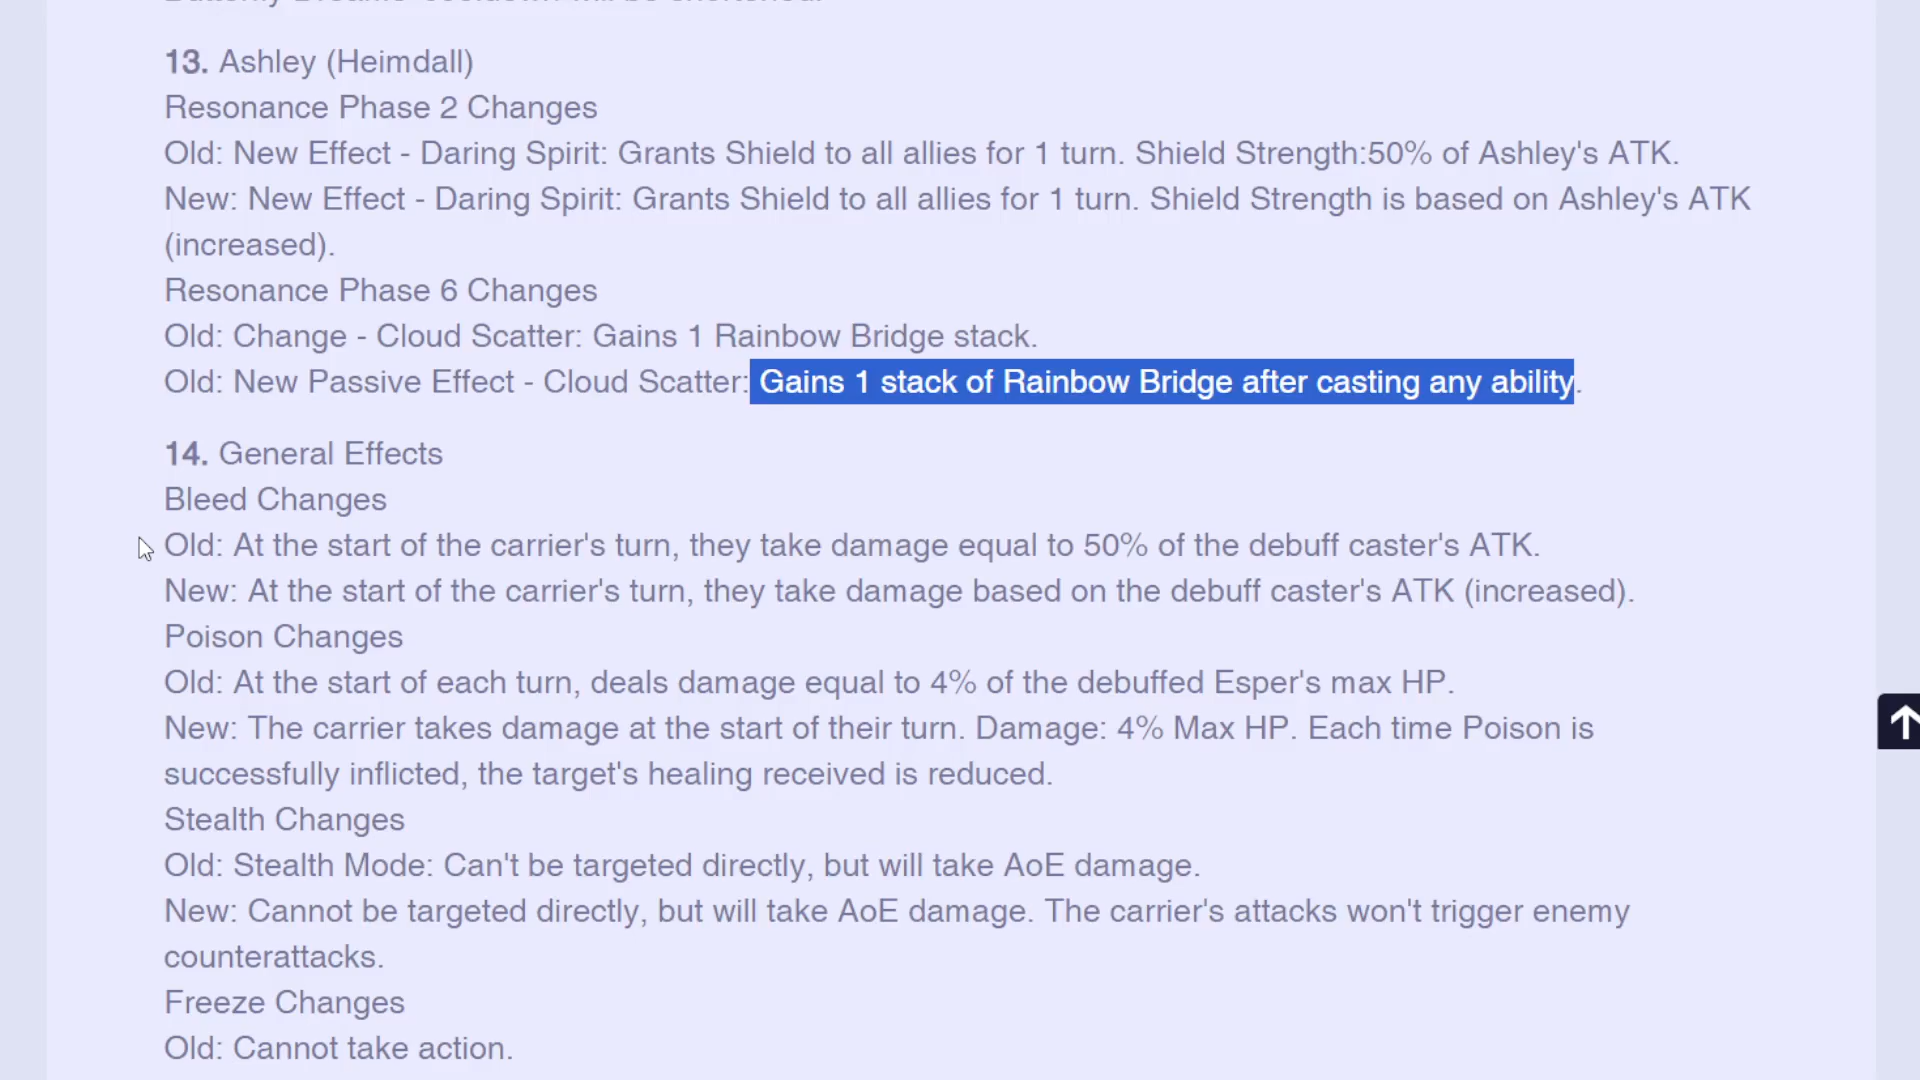 13. Ashley (Heimdall)
Resonance Phase 2 Changes
Old: New Effect - Daring Spirit: Grants Shield to all allies for 1 turn. Shield Strength:50% of Ashley's ATK.
New: New Effect - Daring Spirit: Grants Shield to all allies for 1 turn. Shield Strength is based on Ashley's ATK
(increased).
Resonance Phase 6 Changes
Old: Change - Cloud Scatter: Gains 1 Rainbow Bridge stack.
Old: New Passive Effect - Cloud Scatter: Gains 1 stack of Rainbow Bridge after casting any ability.
14. General Effects
Bleed Changes
Old: At the start of the carrier's turn, they take damage equal to 50% of the debuff caster's ATK.
New: At the start of the carrier's turn, they take damage based on the debuff caster's ATK (increased).
Poison Changes
Old: At the start of each turn, deals damage equal to 4% of the debuffed Esper's max HP.
New: The carrier takes damage at the start of their turn. Damage: 4% Max HP. Each time Poison is
successfully inflicted, the target's healing received is reduced.
Stealth Changes
Old: Stealth Mode: Can't be targeted directly, but will take AoE damage.
New: Cannot be targeted directly, but will take AoE damage. The carrier's attacks won't trigger enemy
counterattacks.
Freeze Changes
Old: Cannot take action.